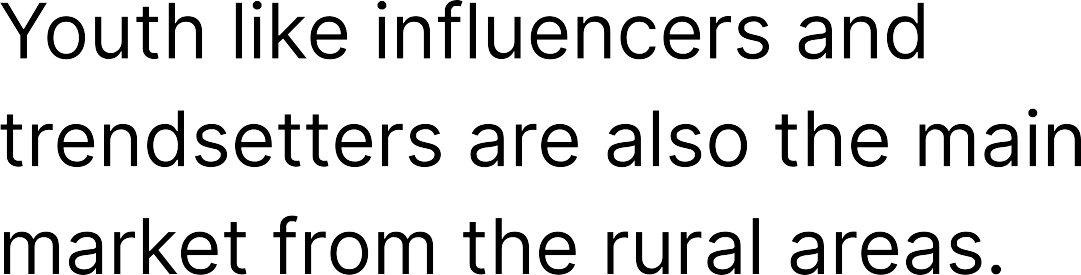 Youth like influencers and
trendsetters are also the main
market from the rural areas.